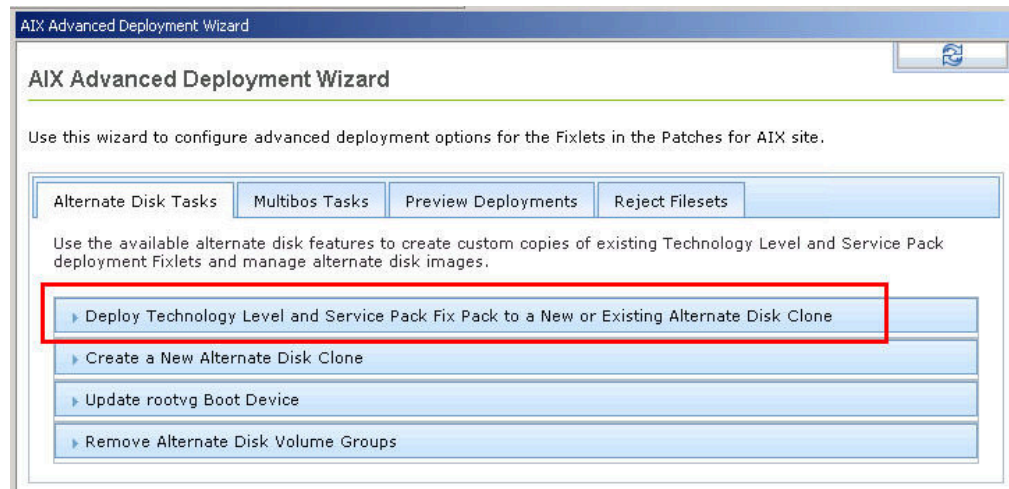 AIX Advanced Deployment Wizard
AIX Advanced Deployment Wizard
Use this wizard to configure advanced deployment options for the Fixlets in the Patches for AIX site.
Alternate Disk Tasks
Multibos Tasks
Preview Deployments
Reject Filesets
Use the available alternate disk features to create custom copies of existing Technology Level and Service Pack
deployment Fixlets and manage alternate disk images.
Deploy Technology Level and Service Pack Fix Pack to a New or Existing Alternate Disk Clone
Create a New Alternate Disk Clone
Update rootvg Boot Device
Remove Alternate Disk Volume Groups